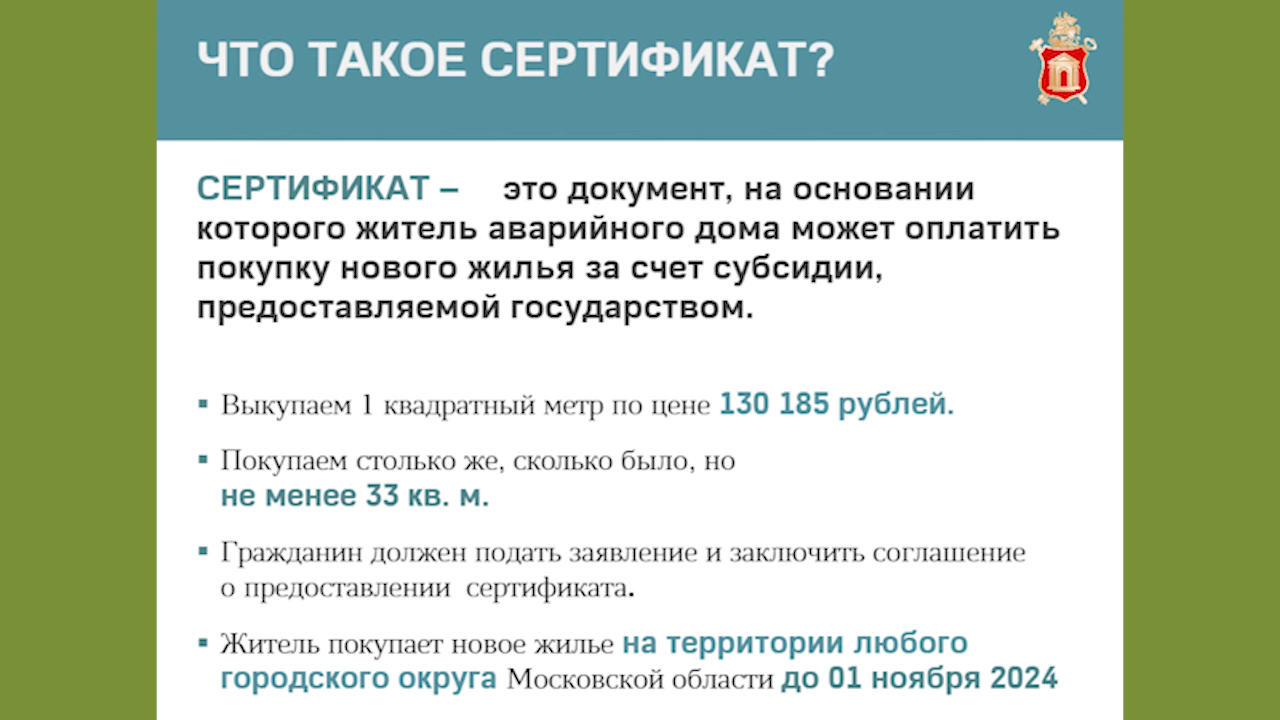 ЧТО ТАКОЕ СЕРТИФИКАТ?
СЕРТИФИКАТ – это документ, на основании
которого житель аварийного дома может оплатить
покупку нового жилья за счет субсидии,
предоставляемой государством.
▪ Выкупаем 1 квадратный метр по цене 130 185 рублей.
▪ Покупаем столько же, сколько было, но
не менее 33 кв. м.
▪ Гражданин должен подать заявление и заключить соглашение
о предоставлении сертификата.
▪ Житель покупает новое жилье на территории любого
городского округа Московской области до 01 ноября 2024